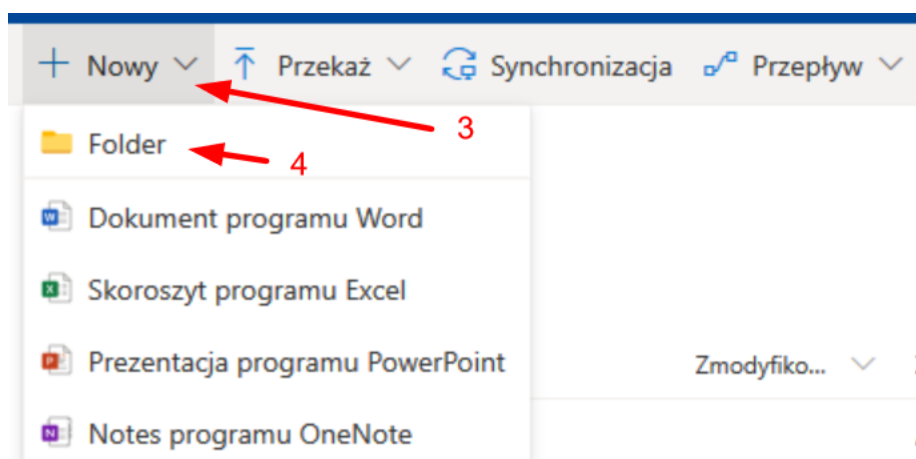 Nowy Przekaż Synchronizacja Przepływ
3
Folder
4
Dokument programu Word
Skoroszyt programu Excel
Prezentacja programu PowerPoint Zmodyfiko...
Notes programu OneNote